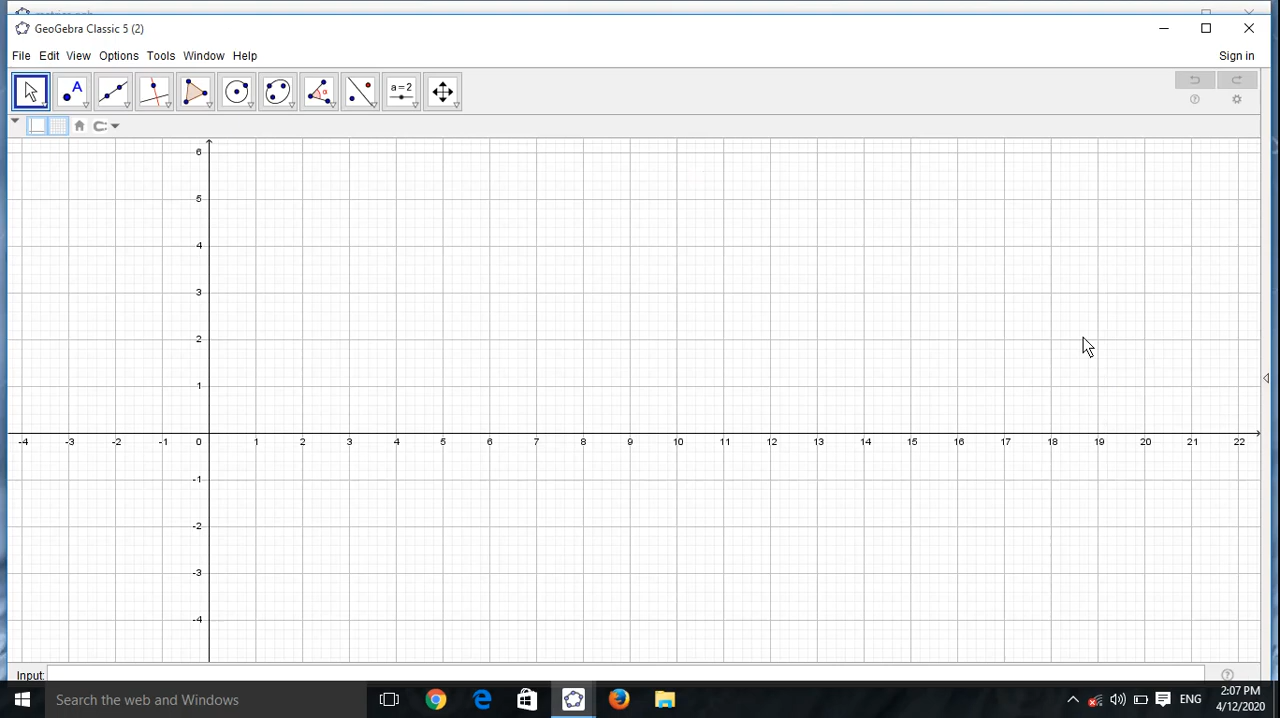 GeoGebra Classic 5 (2)
File Edit View Options Tools Window Help Sign in
A α a=2
6
5
4
3
2
1
-4 -3 -2 -1 0 1 2 3 4 5 6 7 8 9 10 11 12 13 14 15 16 17 18 19 20 21 22
-1
-2
-3
-4
Input:
Search the web and Windows
ENG
2:07 PM
4/12/2020